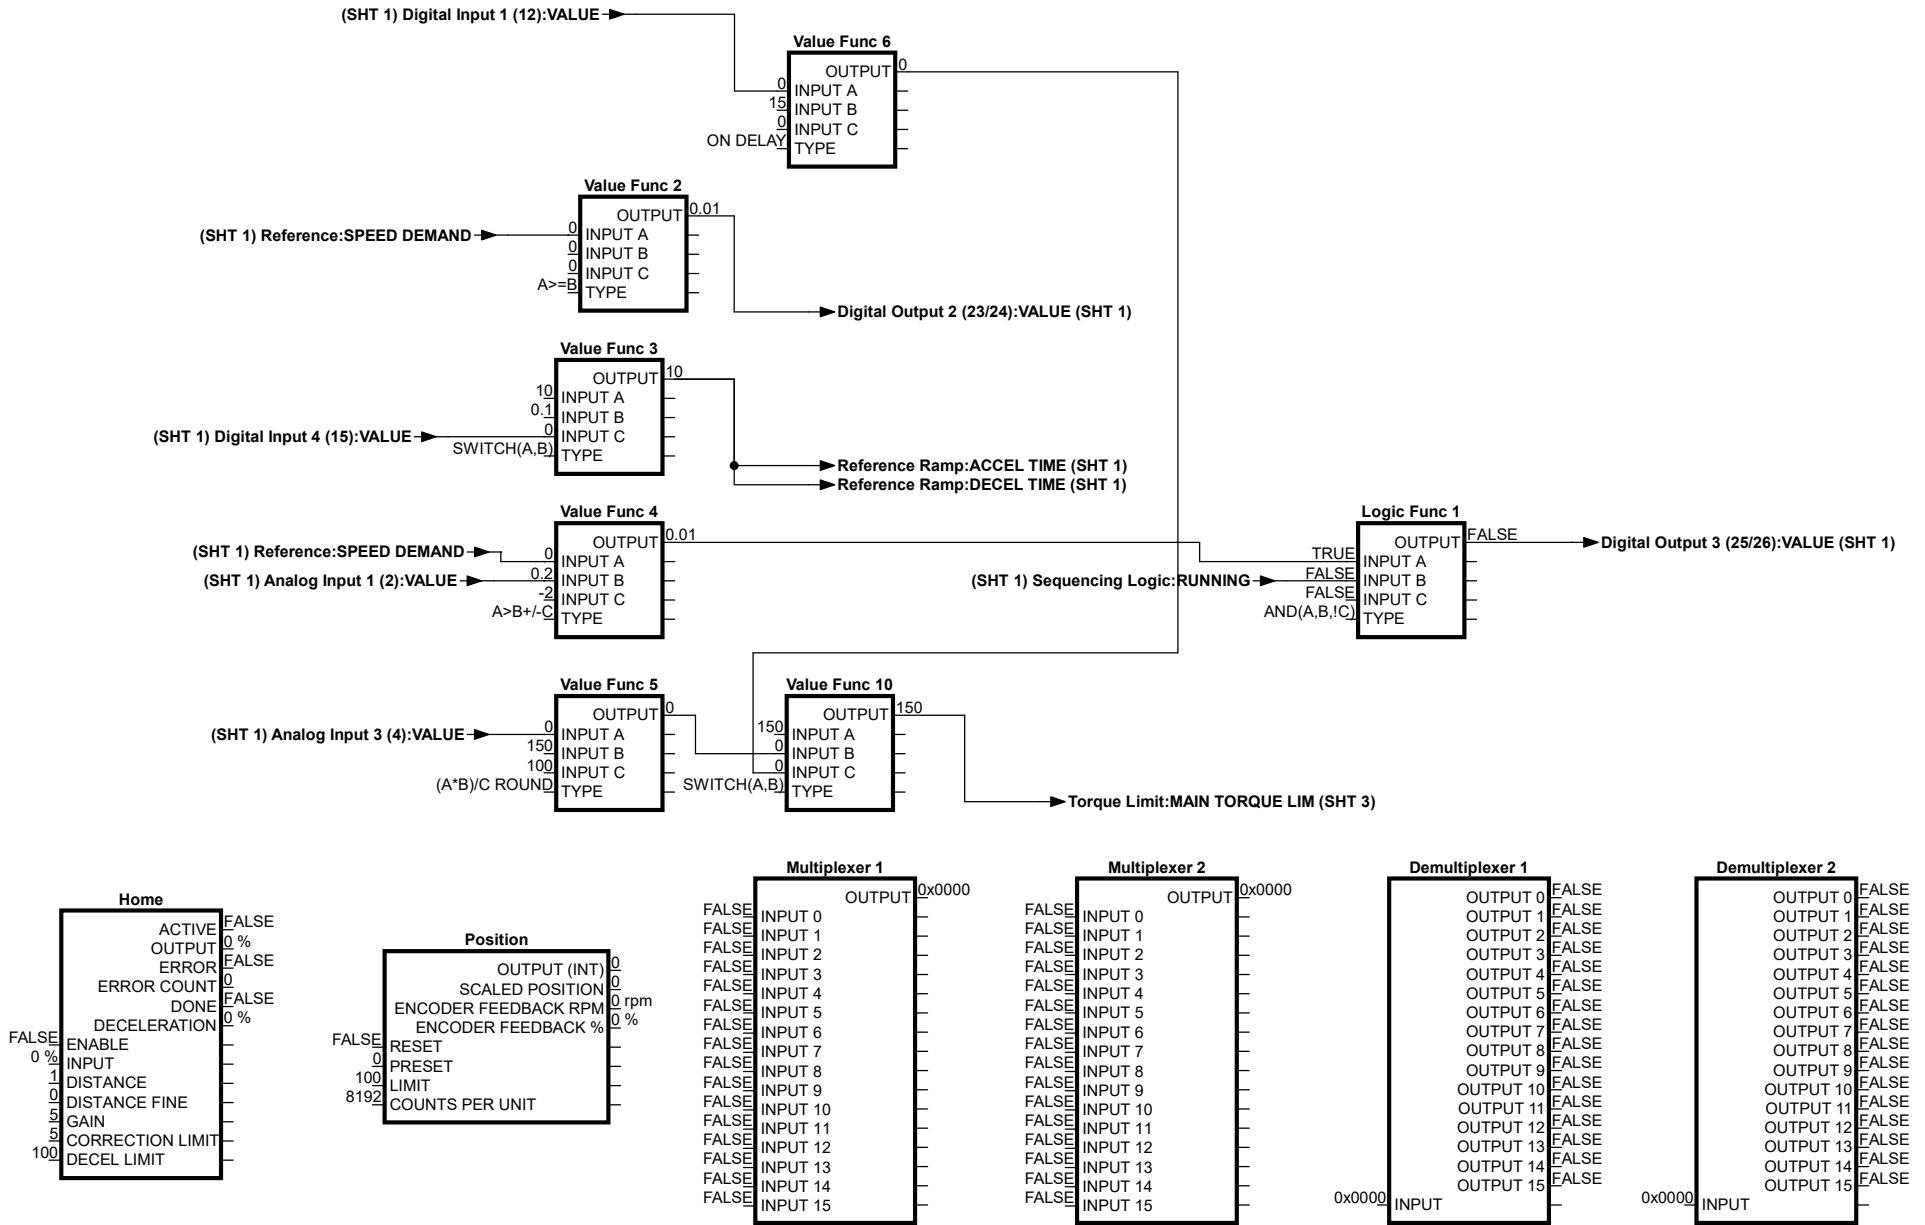 (SHT 1) Digital Input 1 (12):VALUE
Value Func 6
OUTPUT 0
0 INPUT A
15 INPUT B
0 INPUT C
ON DELAY TYPE
Value Func 2
OUTPUT 0.01
(SHT 1) Reference:SPEED DEMAND 0 INPUT A
0 INPUT B
0 INPUT C
A>=B TYPE
Digital Output 2 (23/24):VALUE (SHT 1)
Value Func 3
OUTPUT 10
10 INPUT A
0.1 INPUT B
(SHT 1) Digital Input 4 (15):VALUE 0 INPUT C
SWITCH(A,B) TYPE
Reference Ramp:ACCEL TIME (SHT 1)
Reference Ramp:DECEL TIME (SHT 1)
Value Func 4
OUTPUT 0.01
(SHT 1) Reference:SPEED DEMAND 0 INPUT A
(SHT 1) Analog Input 1 (2):VALUE 0.2 INPUT B
-2 INPUT C
A>B+/-C TYPE
Logic Func 1
OUTPUT FALSE Digital Output 3 (25/26):VALUE (SHT 1)
TRUE INPUT A
(SHT 1) Sequencing Logic:RUNNING FALSE INPUT B
FALSE INPUT C
AND(A,B,!C) TYPE
Value Func 5
OUTPUT 0
(SHT 1) Analog Input 3 (4):VALUE 0 INPUT A
150 INPUT B
100 INPUT C
(A*B)/C ROUND TYPE
Value Func 10
OUTPUT 150
150 INPUT A
0 INPUT B
0 INPUT C
SWITCH(A,B) TYPE
Torque Limit:MAIN TORQUE LIM (SHT 3)
Home
ACTIVE FALSE
OUTPUT 0 %
ERROR FALSE
ERROR COUNT 0
DONE FALSE
DECELERATION 0 %
FALSE ENABLE
0 % INPUT
1 DISTANCE
0 DISTANCE FINE
5 GAIN
5 CORRECTION LIMIT
100 DECEL LIMIT
Position
OUTPUT (INT) 0
SCALED POSITION 0
ENCODER FEEDBACK RPM 0 rpm
ENCODER FEEDBACK % 0 %
FALSE RESET
0 PRESET
100 LIMIT
8192 COUNTS PER UNIT
Multiplexer 1
OUTPUT 0x0000
FALSE INPUT 0
FALSE INPUT 1
FALSE INPUT 2
FALSE INPUT 3
FALSE INPUT 4
FALSE INPUT 5
FALSE INPUT 6
FALSE INPUT 7
FALSE INPUT 8
FALSE INPUT 9
FALSE INPUT 10
FALSE INPUT 11
FALSE INPUT 12
FALSE INPUT 13
FALSE INPUT 14
FALSE INPUT 15
Multiplexer 2
OUTPUT 0x0000
FALSE INPUT 0
FALSE INPUT 1
FALSE INPUT 2
FALSE INPUT 3
FALSE INPUT 4
FALSE INPUT 5
FALSE INPUT 6
FALSE INPUT 7
FALSE INPUT 8
FALSE INPUT 9
FALSE INPUT 10
FALSE INPUT 11
FALSE INPUT 12
FALSE INPUT 13
FALSE INPUT 14
FALSE INPUT 15
Demultiplexer 1
OUTPUT 0 FALSE
OUTPUT 1 FALSE
OUTPUT 2 FALSE
OUTPUT 3 FALSE
OUTPUT 4 FALSE
OUTPUT 5 FALSE
OUTPUT 6 FALSE
OUTPUT 7 FALSE
OUTPUT 8 FALSE
OUTPUT 9 FALSE
OUTPUT 10 FALSE
OUTPUT 11 FALSE
OUTPUT 12 FALSE
OUTPUT 13 FALSE
OUTPUT 14 FALSE
OUTPUT 15 FALSE
0x0000 INPUT
Demultiplexer 2
OUTPUT 0 FALSE
OUTPUT 1 FALSE
OUTPUT 2 FALSE
OUTPUT 3 FALSE
OUTPUT 4 FALSE
OUTPUT 5 FALSE
OUTPUT 6 FALSE
OUTPUT 7 FALSE
OUTPUT 8 FALSE
OUTPUT 9 FALSE
OUTPUT 10 FALSE
OUTPUT 11 FALSE
OUTPUT 12 FALSE
OUTPUT 13 FALSE
OUTPUT 14 FALSE
OUTPUT 15 FALSE
0x0000 INPUT